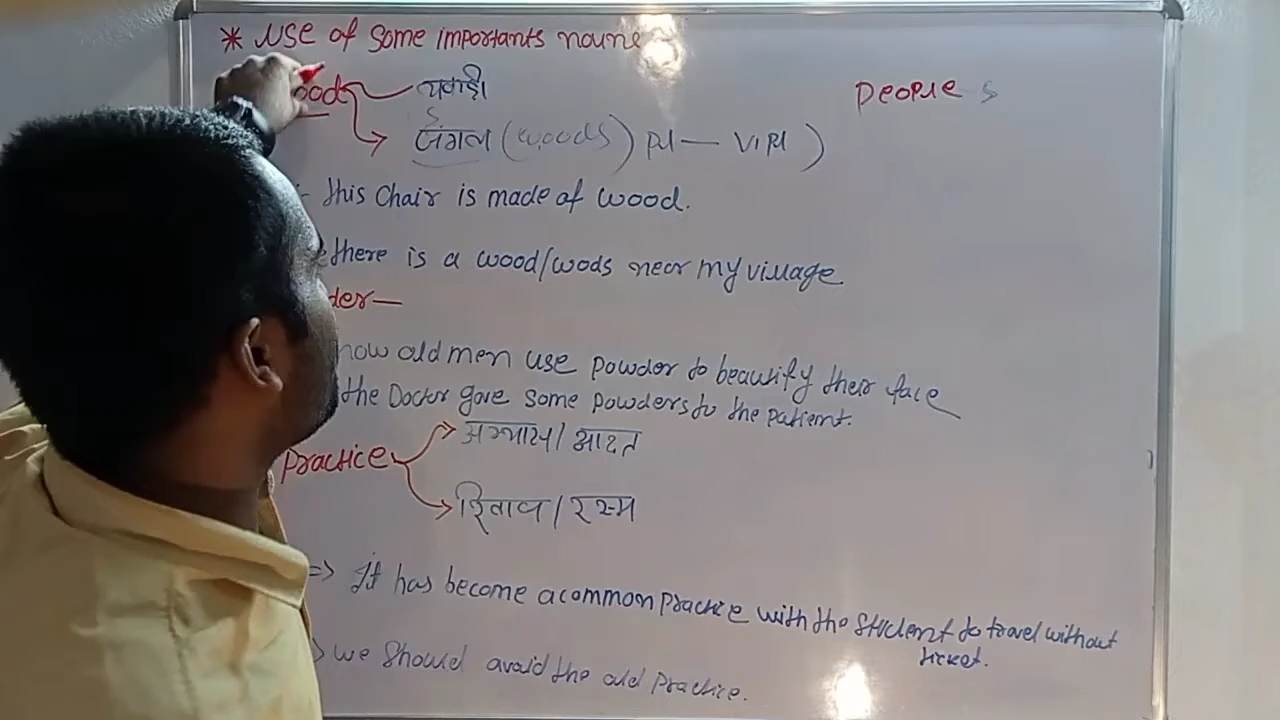 * Use of Some importants noune
ood लकड़ी People s
जंगल (woods) Pl — V, Pl )
this Chair is made of wood.
there is a wood/wods near my village.
der—
now old men use Powder to beautify their face
the Doctor gave some Powders to the Patient.
Practice अभ्यास/आदत
रिवाज/रस्म
=> It has become a common Practice with the Student to travel without
ticket.
we Should avoid the old Practice.